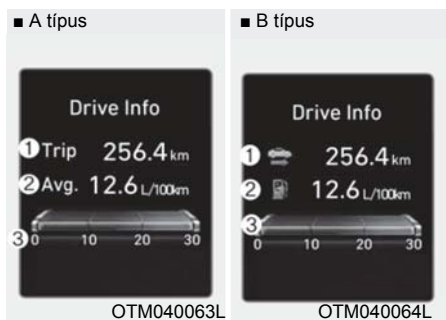 ■ A típus
Drive Info
① Trip 256.4 km
② Avg. 12.6 L/100km
③
0 10 20 30
OTM040063L
■ B típus
Drive Info
① 256.4 km
② 12.6 L/100km
③
0 10 20 30
OTM040064L